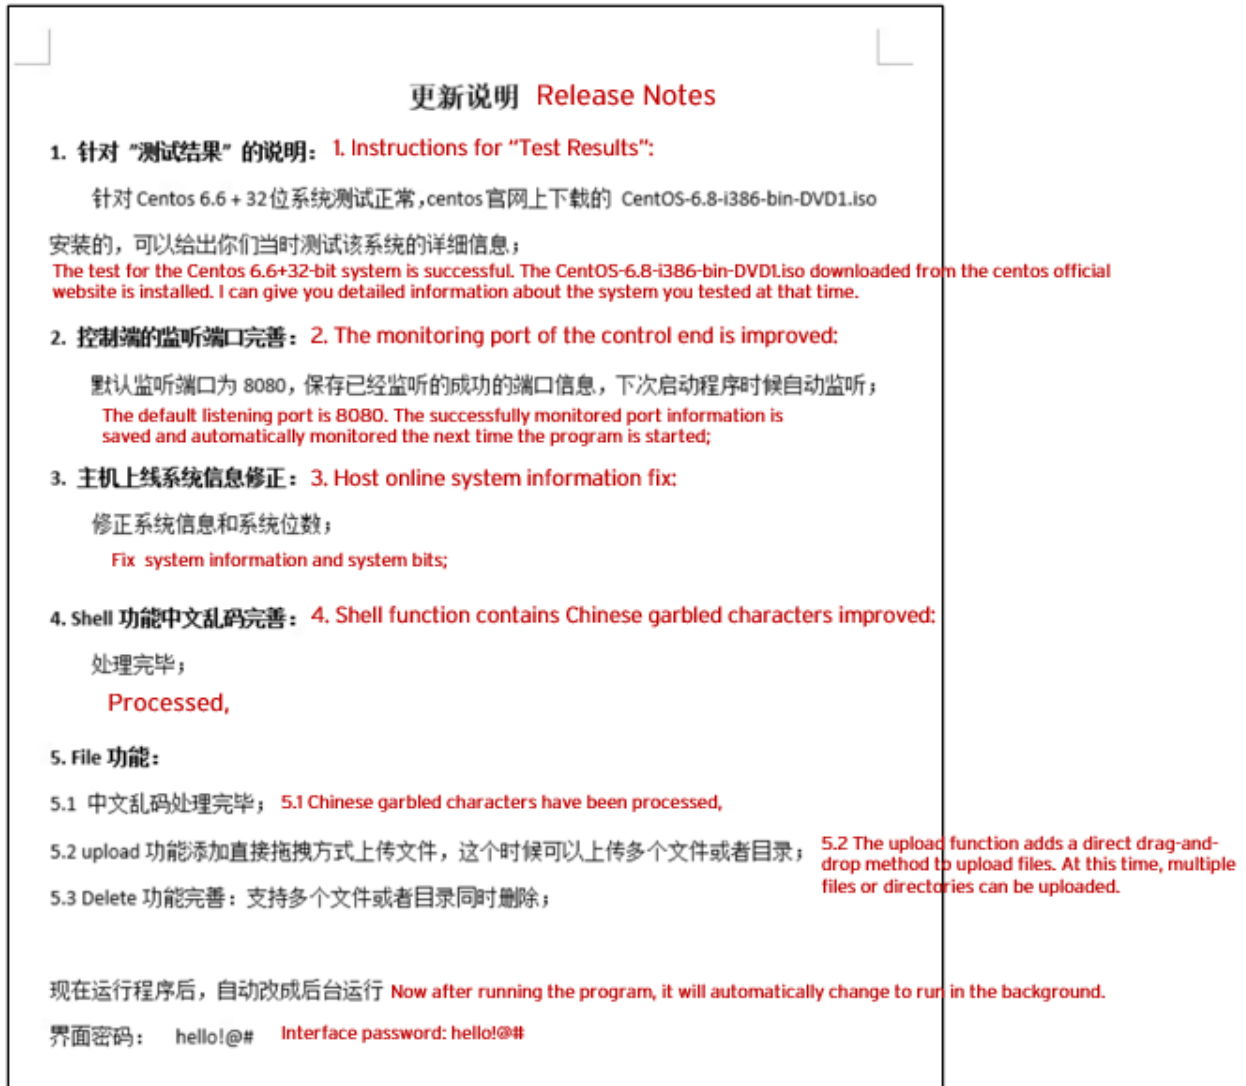 更新说明 Release Notes
1. 针对 “测试结果” 的说明： 1. Instructions for “Test Results”:
针对 Centos 6.6 + 32 位系统测试正常，centos 官网上下载的 CentOS-6.8-i386-bin-DVD1.iso
安装的，可以给出你们当时测试该系统的详细信息；
The test for the Centos 6.6+32-bit system is successful. The CentOS-6.8-i386-bin-DVD1.iso downloaded from the centos official
website is installed. I can give you detailed information about the system you tested at that time.
2. 控制端的监听端口完善： 2. The monitoring port of the control end is improved:
默认监听端口为 8080，保存已经监听的成功的端口信息，下次启动程序时候自动监听；
The default listening port is 8080. The successfully monitored port information is
saved and automatically monitored the next time the program is started;
3. 主机上线系统信息修正： 3. Host online system information fix:
修正系统信息和系统位数；
Fix system information and system bits;
4. Shell 功能中文乱码完善： 4. Shell function contains Chinese garbled characters improved:
处理完毕；
Processed,
5. File 功能：
5.1 中文乱码处理完毕； 5.1 Chinese garbled characters have been processed,
5.2 upload 功能添加直接拖拽方式上传文件，这个时候可以上传多个文件或者目录；
5.2 The upload function adds a direct drag-and-
drop method to upload files. At this time, multiple
files or directories can be uploaded.
5.3 Delete 功能完善：支持多个文件或者目录同时删除；
现在运行程序后，自动改成后台运行 Now after running the program, it will automatically change to run in the background.
界面密码： hello!@# Interface password: hello!@#